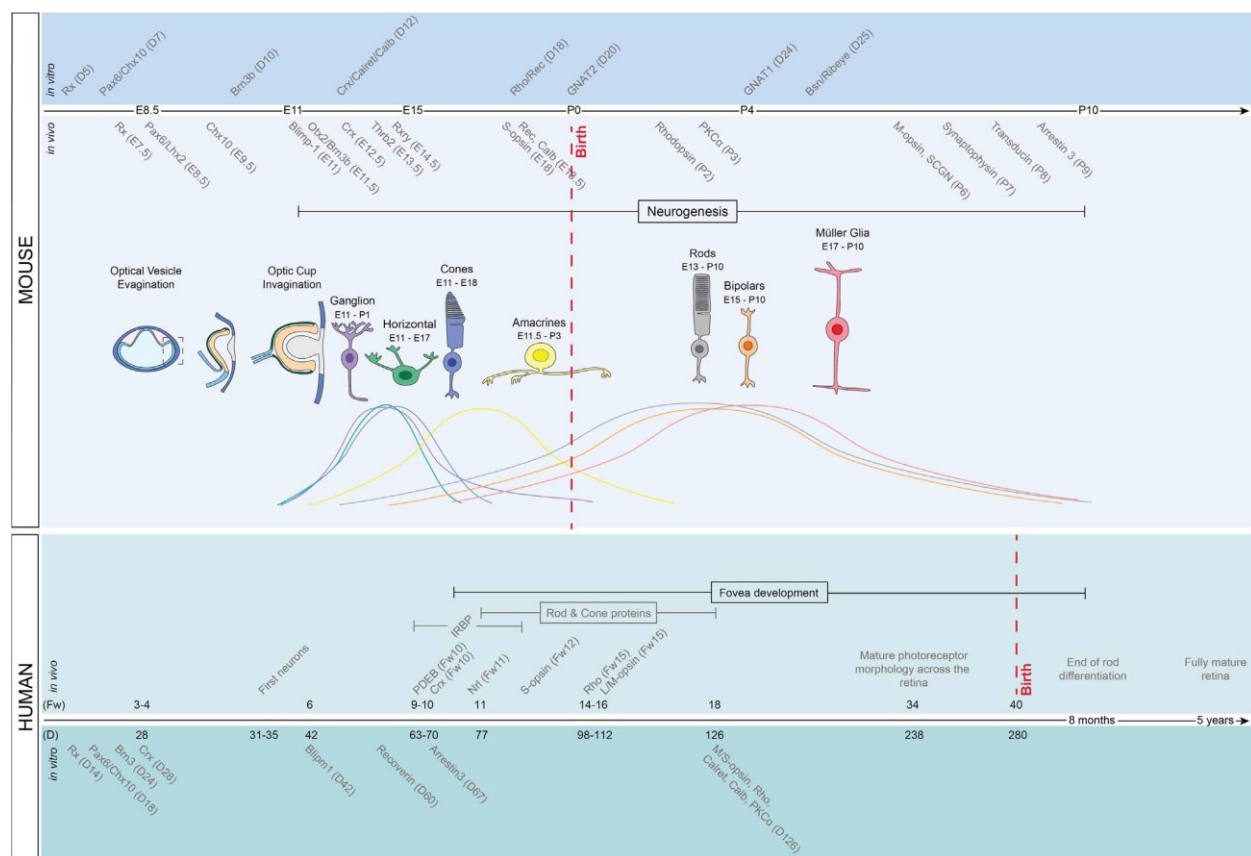 MOUSE
in vitro
Rx (D5)
Pax6/Chx10 (D7)
Brn3b (D10)
Crx/Calret/Calb (D12)
Rho/Rec (D18)
GNAT2 (D20)
GNAT1 (D24)
Bsn/Ribeye (D25)
E8.5
E11
E15
P0
P4
P10
in vivo
Rx (E7.5)
Pax6/Lhx2 (E8.5)
Chx10 (E9.5)
Blimp-1 (E11)
Otx2/Brn3b (E11.5)
Crx (E12.5)
Thrb2 (E13.5)
Rxrγ (E14.5)
S-opsin (E18)
Rec, Calb (E18.5)
Birth
Rhodopsin (P2)
PKCα (P3)
M-opsin, SCGN (P6)
Synaptophysin (P7)
Transducin (P8)
Arrestin 3 (P9)
Neurogenesis
Optical Vesicle
Evagination
Optic Cup
Invagination
Ganglion
E11 - P1
Horizontal
E11 - E17
Cones
E11 - E18
Amacrines
E11.5 - P3
Rods
E13 - P10
Bipolars
E15 - P10
Müller Glia
E17 - P10
HUMAN
Fovea development
Rod & Cone proteins
IRBP
in vivo
First neurons
PDEB (Fw10)
Crx (Fw10)
Nrl (Fw11)
S-opsin (Fw12)
Rho (Fw15)
L/M-opsin (Fw15)
Mature photoreceptor
morphology across the
retina
Birth
End of rod
differentiation
Fully mature
retina
(Fw)
3-4
6
9-10
11
14-16
18
34
40
8 months
5 years
(D)
28
31-35
42
63-70
77
98-112
126
238
280
in vitro
Rx (D14)
Pax6/Chx10 (D18)
Brn3 (D24)
Crx (D28)
Blipm1 (D42)
Recoverin (D60)
Arrestin3 (D67)
M/S-opsin, Rho,
Calret, Calb, PKCα (D126)